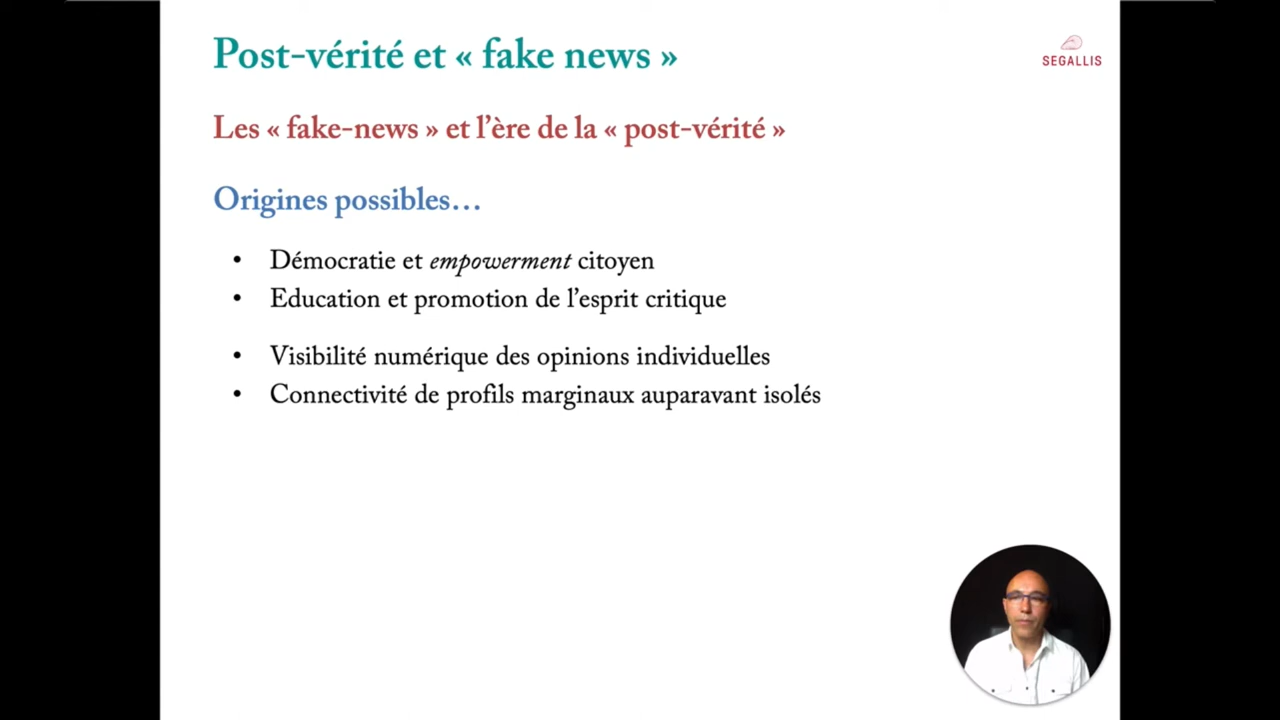 Post-vérité et « fake news »
SEGALLIS
Les « fake-news » et l’ère de la « post-vérité »
Origines possibles…
• Démocratie et empowerment citoyen
• Education et promotion de l’esprit critique
• Visibilité numérique des opinions individuelles
• Connectivité de profils marginaux auparavant isolés